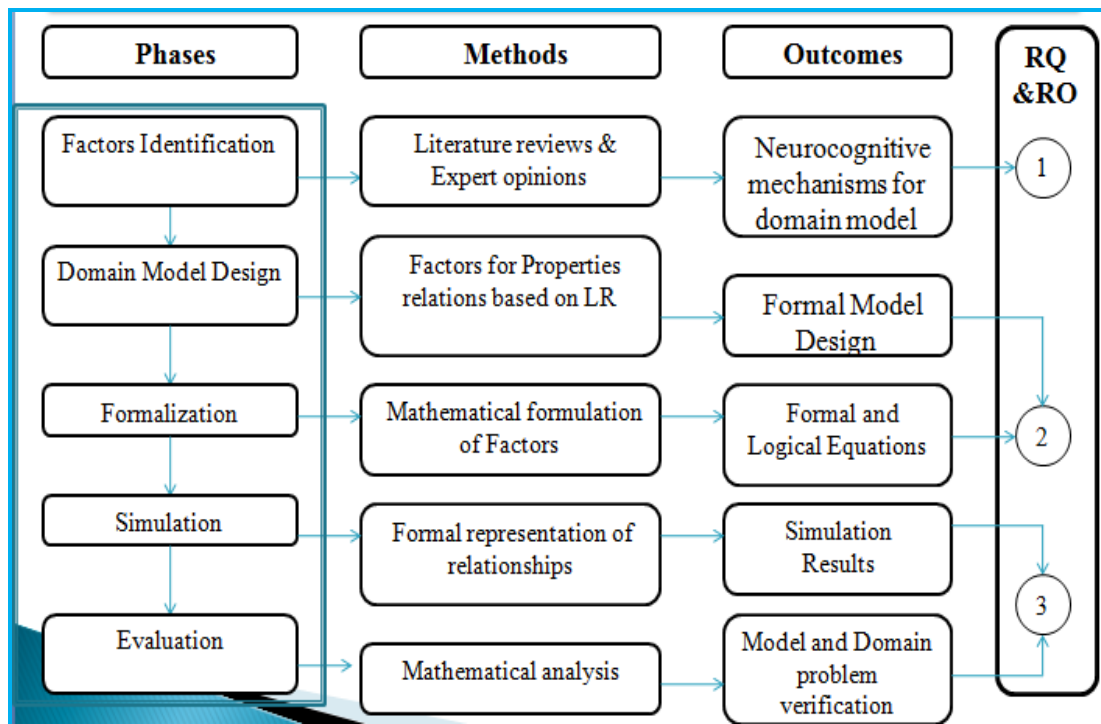 Phases
Methods
Outcomes
RQ
&RO
Factors Identification
Literature reviews &
Expert opinions
Neurocognitive
mechanisms for
domain model
1
Domain Model Design
Factors for Properties
relations based on LR
Formal Model
Design
Formalization
Mathematical formulation
of Factors
Formal and
Logical Equations
2
Simulation
Formal representation of
relationships
Simulation
Results
3
Evaluation
Mathematical analysis
Model and Domain
problem
verification